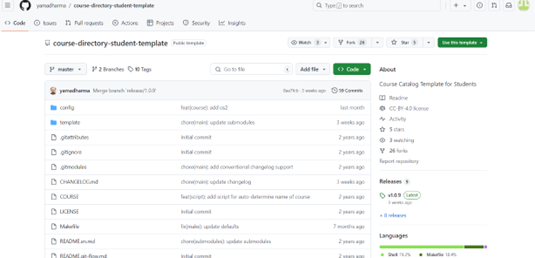 yamadharma / course-directory-student-template
Type / to search
Code Issues Pull requests Actions Projects Security Insights
course-directory-student-template Public template
Watch 3 Fork 26 Star 5 Use this template
master 2 Branches 10 Tags Go to file Add file Code
yamadharma Merge branch 'release/1.0.9' 3 weeks ago 59 Commits
config feat(course): add os2 last month
template chore(main): update submodules 3 weeks ago
.gitattributes Initial commit 2 years ago
.gitignore Initial commit 2 years ago
.gitmodules chore(main): add conventional changelog support 2 years ago
CHANGELOG.md chore(main): update changelog 3 weeks ago
COURSE feat(script): add script for auto-determine name of course 2 years ago
LICENSE Initial commit 2 years ago
Makefile fix(make): update defaults 7 months ago
README.en.md chore(submodules): update submodules 2 years ago
README.git-flow.md Initial commit 2 years ago
About
Course Catalog Template for Students
Readme
CC-BY-4.0 license
Activity
5 stars
3 watching
26 forks
Report repository
Releases 9
v1.0.9 Latest
3 weeks ago
+ 8 releases
Languages
Shell Makefile